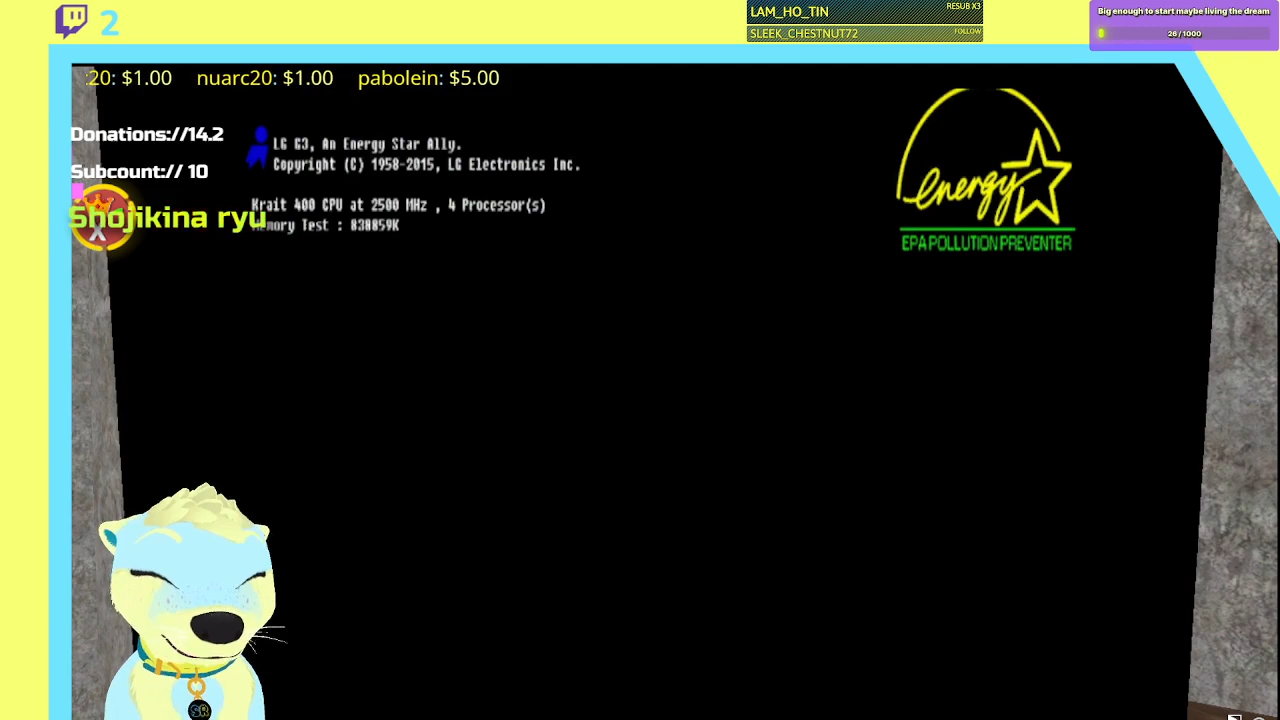 2
LAM_HO_TIN RESUB X3
SLEEK_CHESTNUT72 FOLLOW
Big enough to start maybe living the dream
26 / 1000
:20: $1.00 nuarc20: $1.00 pabolein: $5.00
Donations://14.2
Subcount:// 10
Shojikina ryu
X
LG G3, An Energy Star Ally.
Copyright (C) 1958-2015, LG Electronics Inc.
Krait 400 CPU at 2500 MHz , 4 Processor(s)
Memory Test : 838859K
energy
EPA POLLUTION PREVENTER
SR